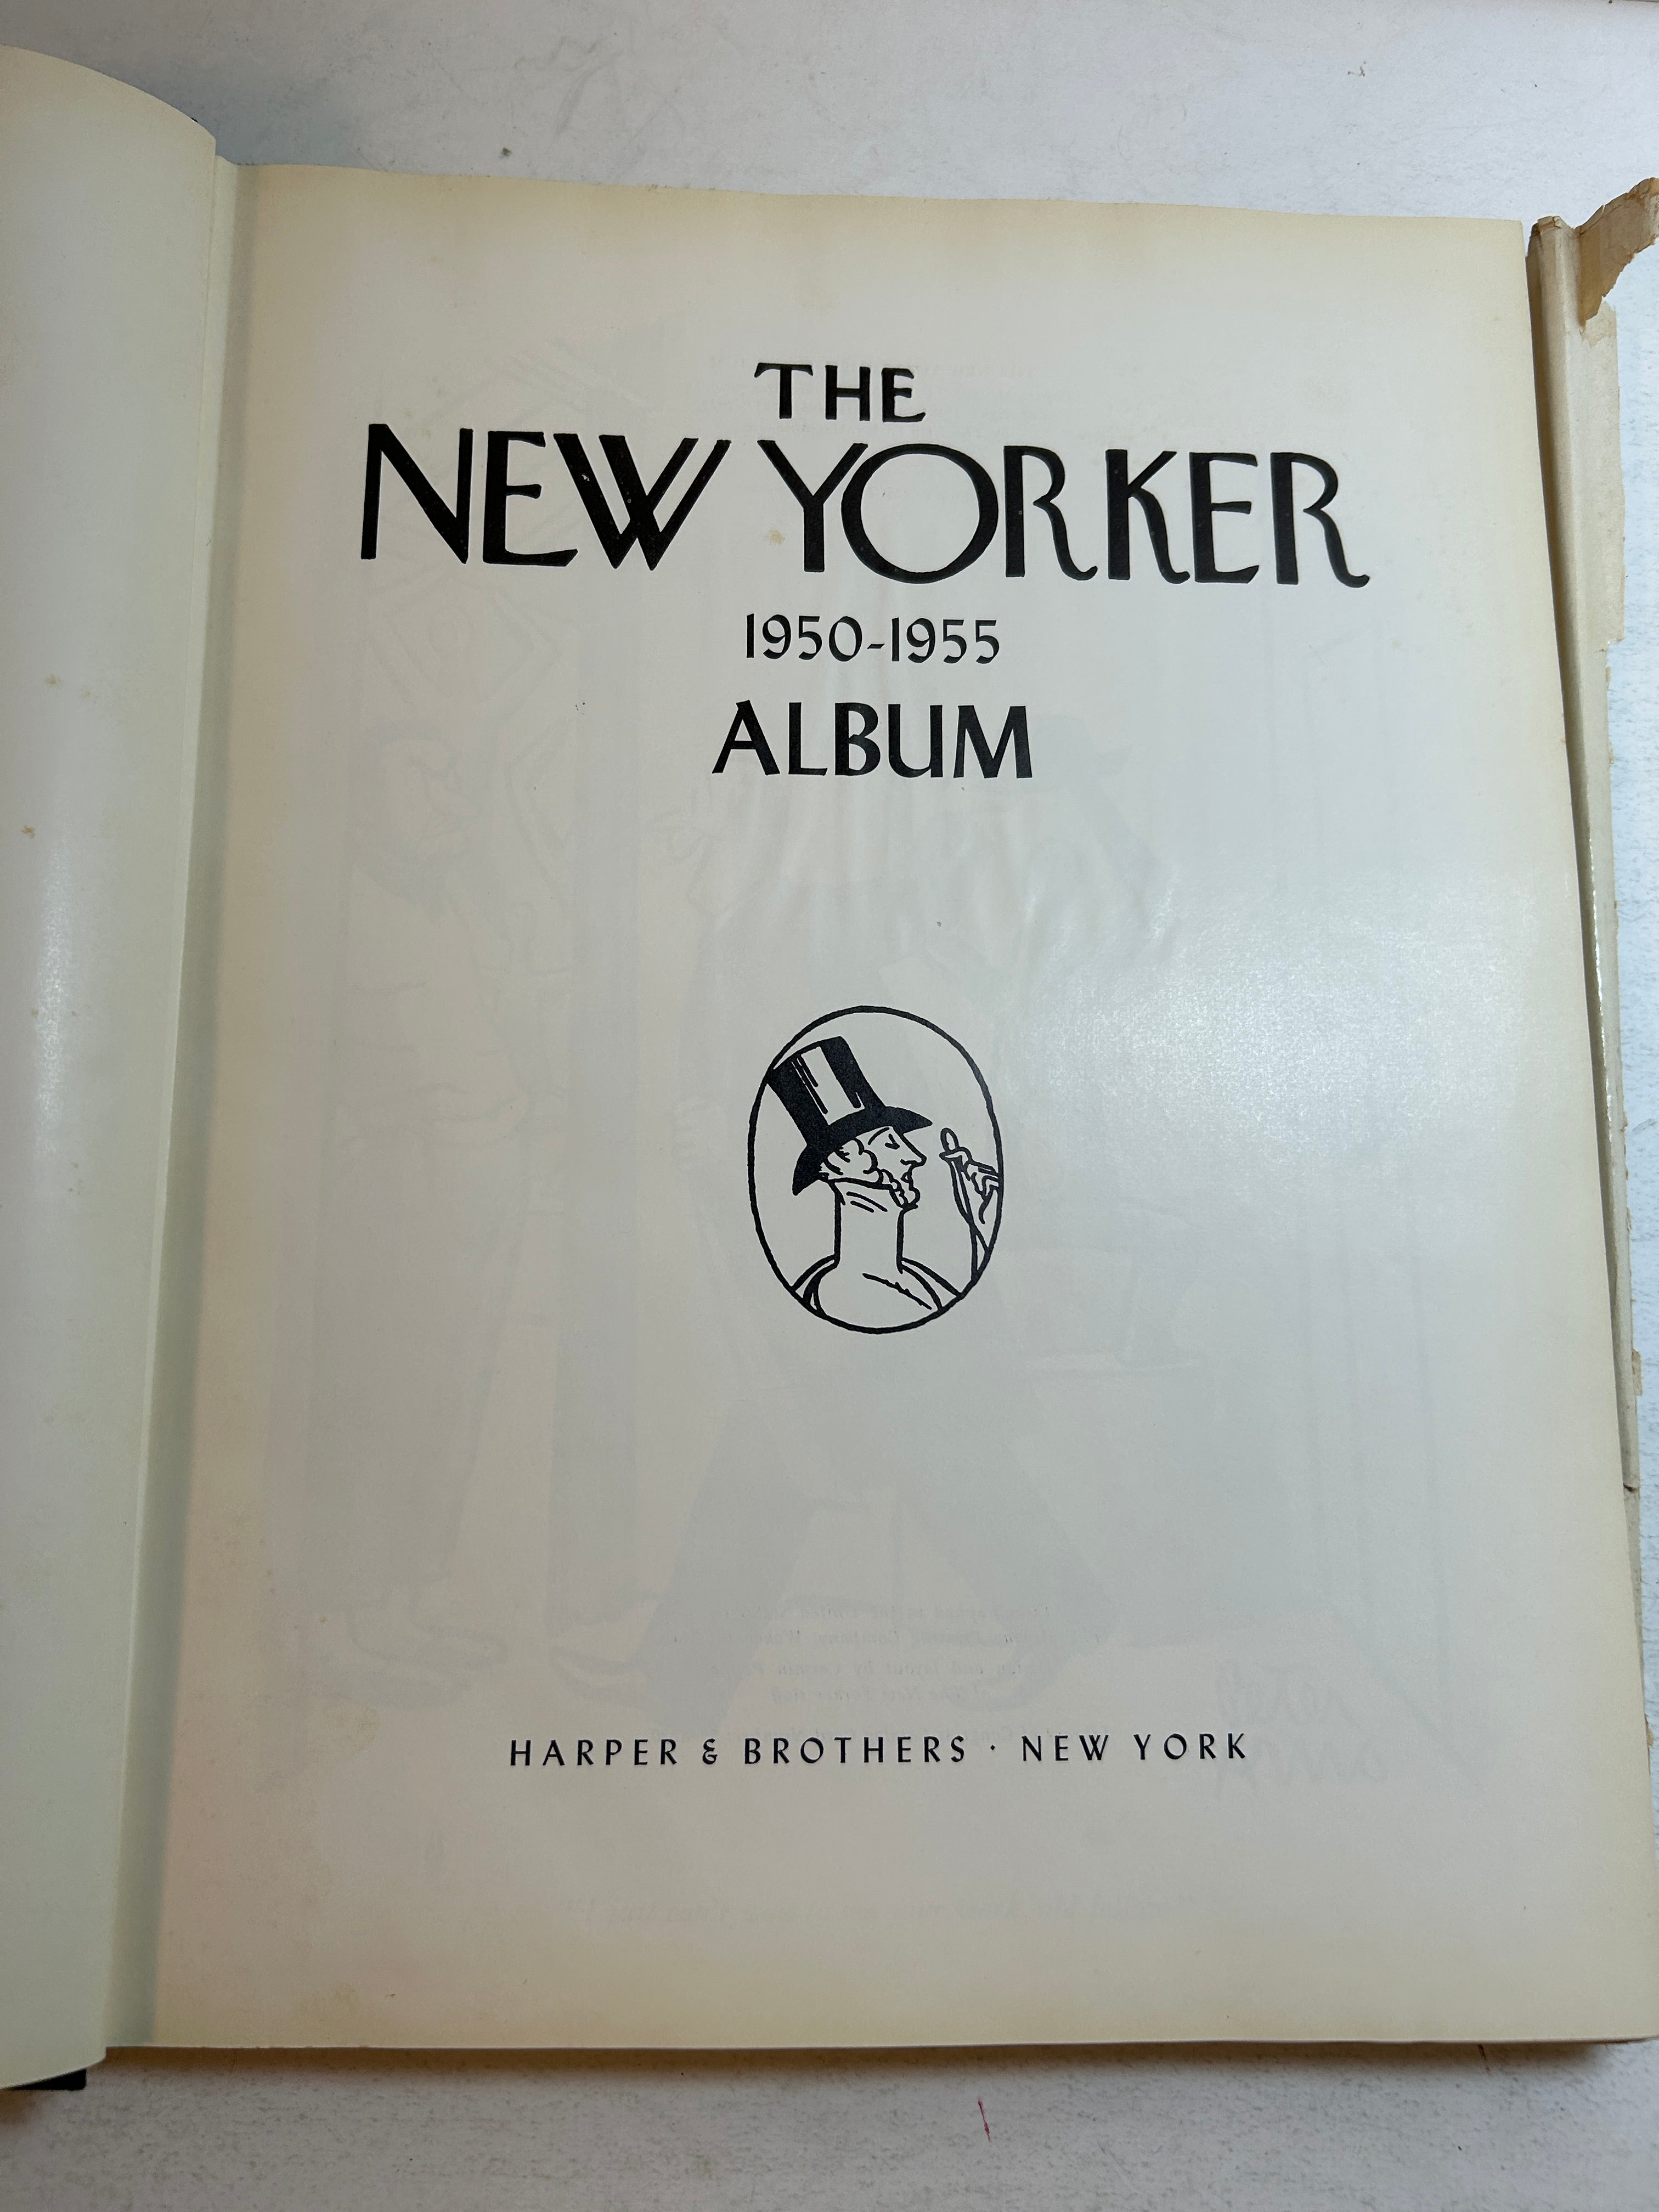 THE
NEW YORKER
1950-1955
ALBUM
HARPER & BROTHERS · NEW YORK